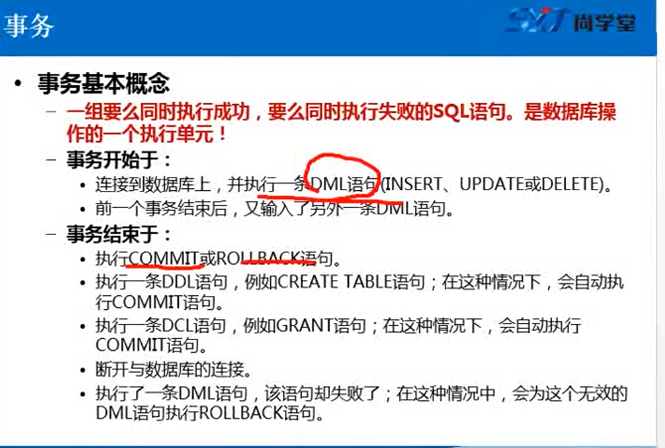 事务
SXT 尚学堂
• 事务基本概念
– 一组要么同时执行成功，要么同时执行失败的SQL语句。是数据库操
作的一个执行单元！
– 事务开始于：
• 连接到数据库上，并执行一条DML语句(INSERT、UPDATE或DELETE)。
• 前一个事务结束后，又输入了另外一条DML语句。
– 事务结束于：
• 执行COMMIT或ROLLBACK语句。
• 执行一条DDL语句，例如CREATE TABLE语句；在这种情况下，会自动执
行COMMIT语句。
• 执行一条DCL语句，例如GRANT语句；在这种情况下，会自动执行
COMMIT语句。
• 断开与数据库的连接。
• 执行了一条DML语句，该语句却失败了；在这种情况中，会为这个无效的
DML语句执行ROLLBACK语句。